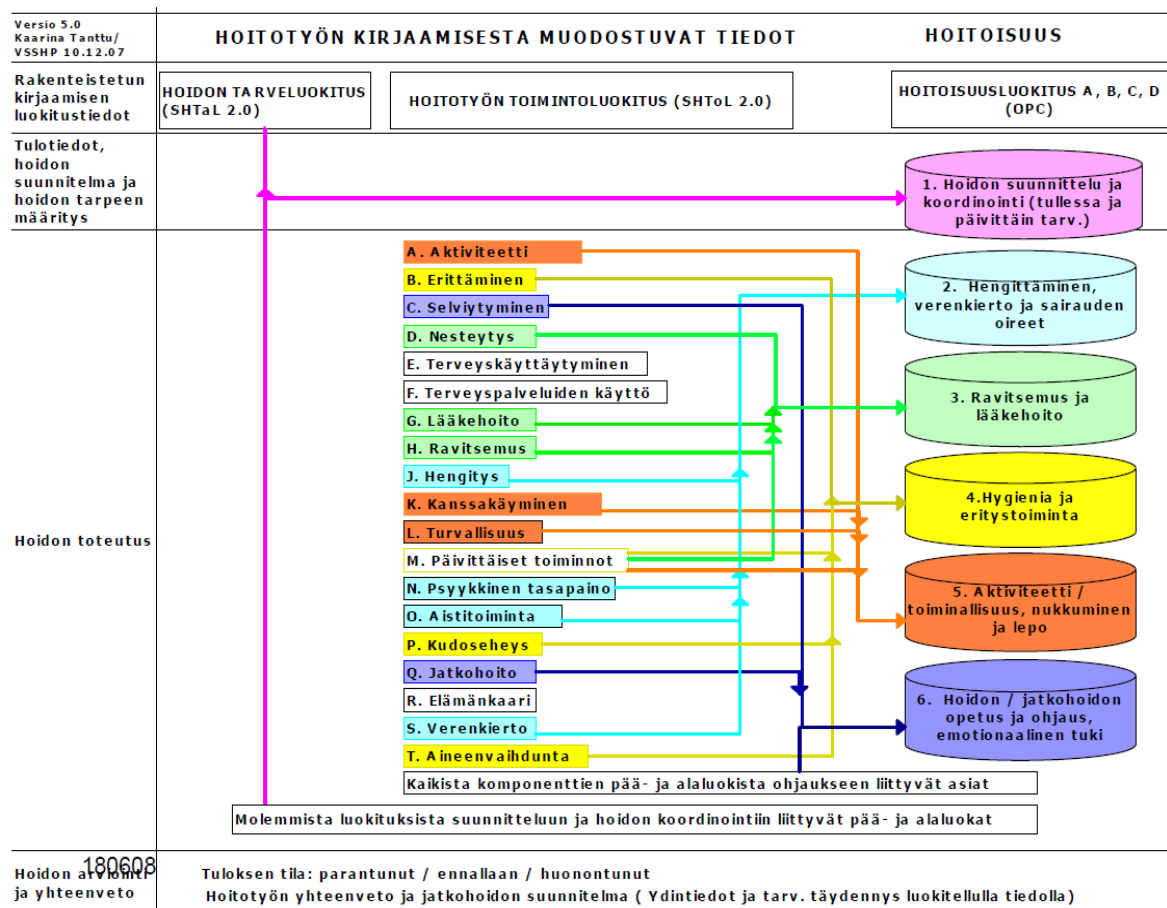 Versio 5.0
Kaarina Tanttu/
VSSHP 10.12.07
HOITOTYÖN KIRJAAMISESTA MUODOSTUVAT TIEDOT
HOITOISUUS
Rakenteistetun
kirjaamisen
luokitustiedot
HOIDON TARVELUOKITUS
(SHTaL 2.0)
HOITOTYÖN TOIMINTOLUOKITUS (SHToL 2.0)
HOITOISUUSLUOKITUS A, B, C, D
(OPC)
Tulotiedot,
hoidon
suunnitelma ja
hoidon tarpeen
määritys
1. Hoidon suunnittelu ja
koordinointi (tullessa ja
päivittäin tarv.)
Hoidon toteutus
A. Aktiviteetti
B. Erittäminen
C. Selviytyminen
D. Nesteytys
E. Terveyskäyttäytyminen
F. Terveyspalveluiden käyttö
G. Lääkehoito
H. Ravitsemus
J. Hengitys
K. Kanssakäyminen
L. Turvallisuus
M. Päivittäiset toiminnot
N. Psyykkinen tasapaino
O. Aistitoiminta
P. Kudoseheys
Q. Jatkohoito
R. Elämänkaari
S. Verenkierto
T. Aineenvaihdunta
Kaikista komponenttien pää- ja alaluokista ohjaukseen liittyvät asiat
Molemmista luokituksista suunnitteluun ja hoidon koordinointiin liittyvät pää- ja alaluokat
2. Hengittäminen,
verenkierto ja sairauden
oireet
3. Ravitsemus ja
lääkehoito
4.Hygienia ja
eritystoiminta
5. Aktiviteetti /
toiminallisuus, nukkuminen
ja lepo
6. Hoidon / jatkohoidon
opetus ja ohjaus,
emotionaalinen tuki
180608
Hoidon arviointi
ja yhteenveto
Tuloksen tila: parantunut / ennallaan / huonontunut
Hoitotyön yhteenveto ja jatkohoidon suunnitelma ( Ydintiedot ja tarv. täydennys luokitellulla tiedolla)